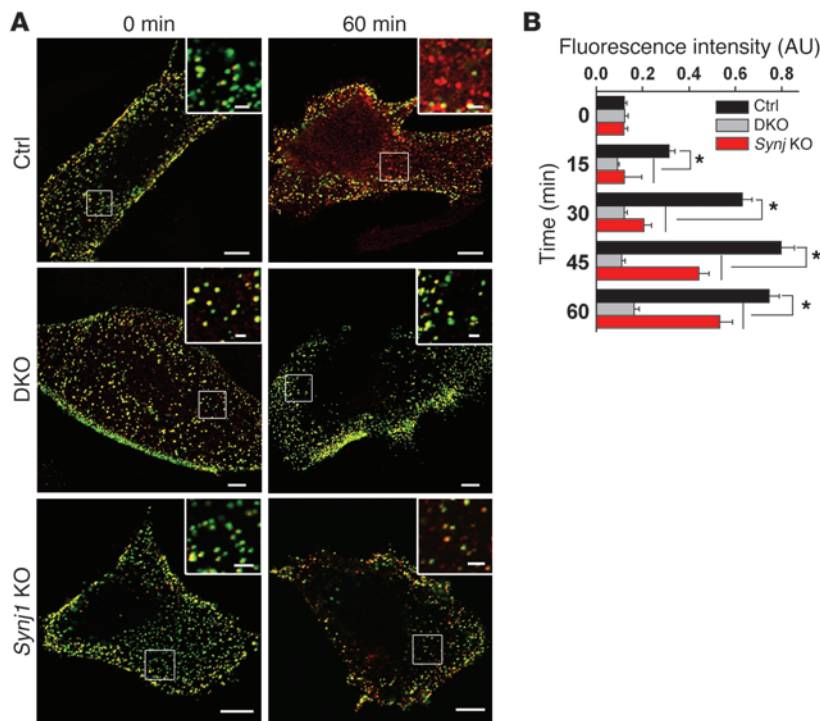 A
0 min
60 min
Ctrl
DKO
Synj1 KO
B
Fluorescence intensity (AU)
0.0 0.2 0.4 0.6 0.8
Time (min)
0
15
30
45
60
Ctrl
DKO
Synj KO
*
*
*
*